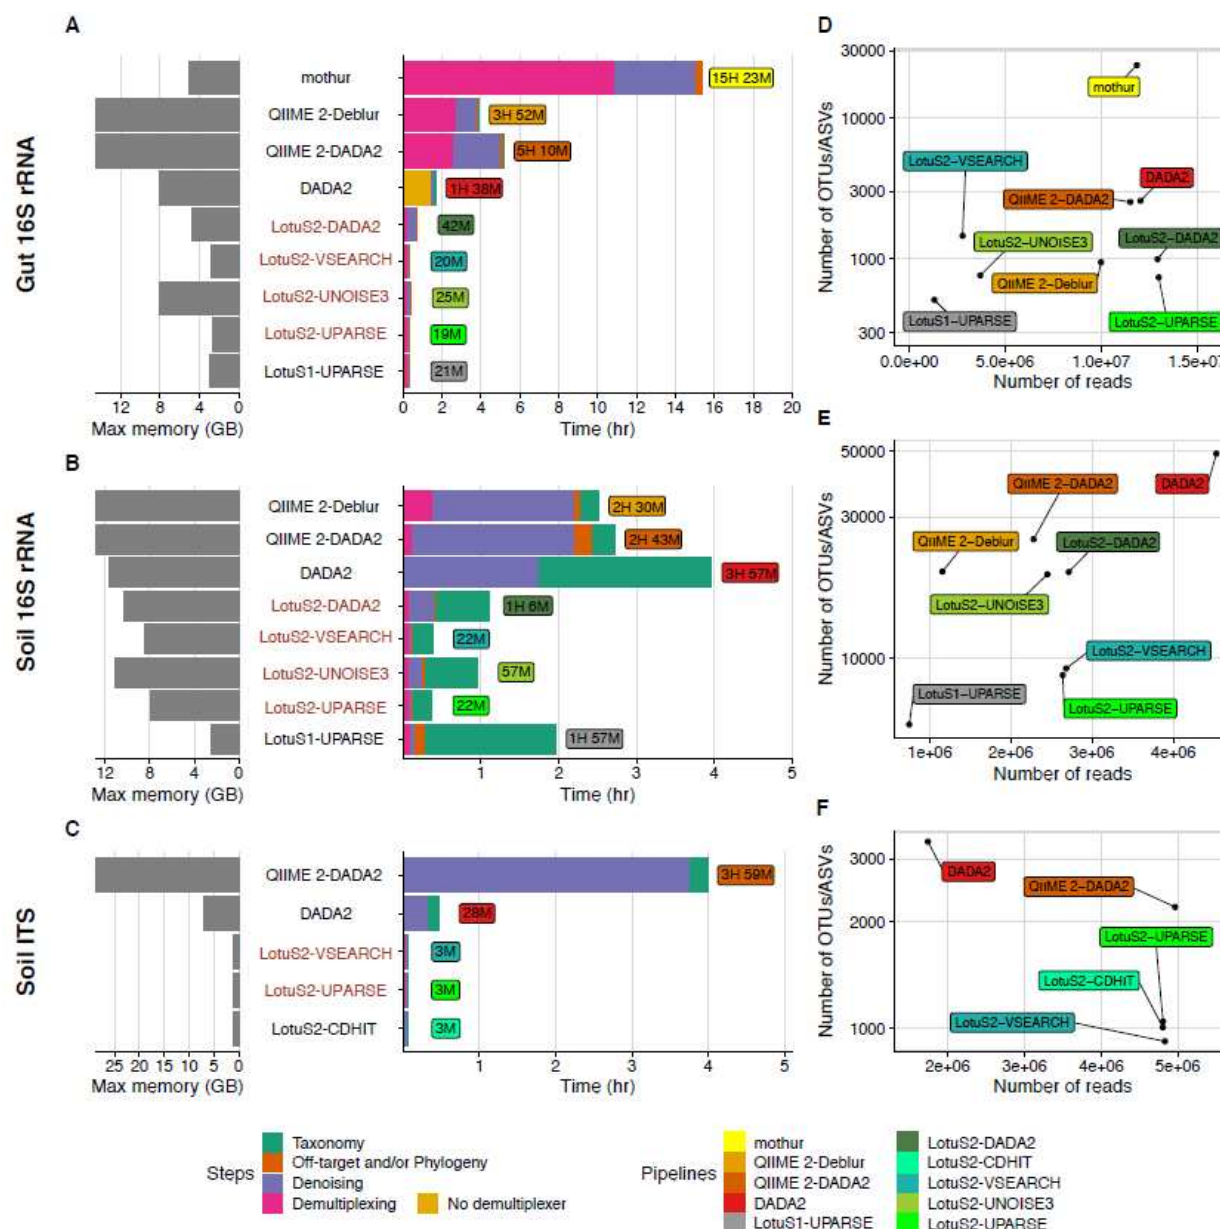 A
Gut 16S rRNA
mothur
QIIME 2-Deblur
QIIME 2-DADA2
DADA2
LotuS2-DADA2
LotuS2-VSEARCH
LotuS2-UNOISE3
LotuS2-UPARSE
LotuS1-UPARSE
15H 23M
3H 52M
5H 10M
1H 38M
42M
20M
25M
19M
21M
12 8 4 0
Max memory (GB)
0 2 4 6 8 10 12 14 16 18 20
Time (hr)
D
Number of OTUs/ASVs
30000
10000
3000
1000
300
mothur
LotuS2-VSEARCH
DADA2
QIIME 2-DADA2
LotuS2-UNOISE3
LotuS2-DADA2
QIIME 2-Deblur
LotuS1-UPARSE
LotuS2-UPARSE
0.0e+00 5.0e+06 1.0e+07 1.5e+07
Number of reads
B
Soil 16S rRNA
QIIME 2-Deblur
QIIME 2-DADA2
DADA2
LotuS2-DADA2
LotuS2-VSEARCH
LotuS2-UNOISE3
LotuS2-UPARSE
LotuS1-UPARSE
2H 30M
2H 43M
3H 57M
1H 6M
22M
57M
22M
1H 57M
12 8 4 0
Max memory (GB)
1 2 3 4 5
Time (hr)
E
Number of OTUs/ASVs
50000
30000
10000
QIIME 2-DADA2
DADA2
QIIME 2-Deblur
LotuS2-DADA2
LotuS2-UNOISE3
LotuS2-VSEARCH
LotuS1-UPARSE
LotuS2-UPARSE
1e+06 2e+06 3e+06 4e+06
Number of reads
C
Soil ITS
QIIME 2-DADA2
DADA2
LotuS2-VSEARCH
LotuS2-UPARSE
LotuS2-CDHIT
3H 59M
28M
3M
3M
3M
25 20 15 10 5 0
Max memory (GB)
1 2 3 4 5
Time (hr)
F
Number of OTUs/ASVs
3000
2000
1000
DADA2
QIIME 2-DADA2
LotuS2-UPARSE
LotuS2-CDHIT
LotuS2-VSEARCH
2e+06 3e+06 4e+06 5e+06
Number of reads
Steps
Taxonomy
Off-target and/or Phylogeny
Denoising
Demultiplexing
No demultiplexer
Pipelines
mothur
QIIME 2-Deblur
QIIME 2-DADA2
DADA2
LotuS1-UPARSE
LotuS2-DADA2
LotuS2-CDHIT
LotuS2-VSEARCH
LotuS2-UNOISE3
LotuS2-UPARSE